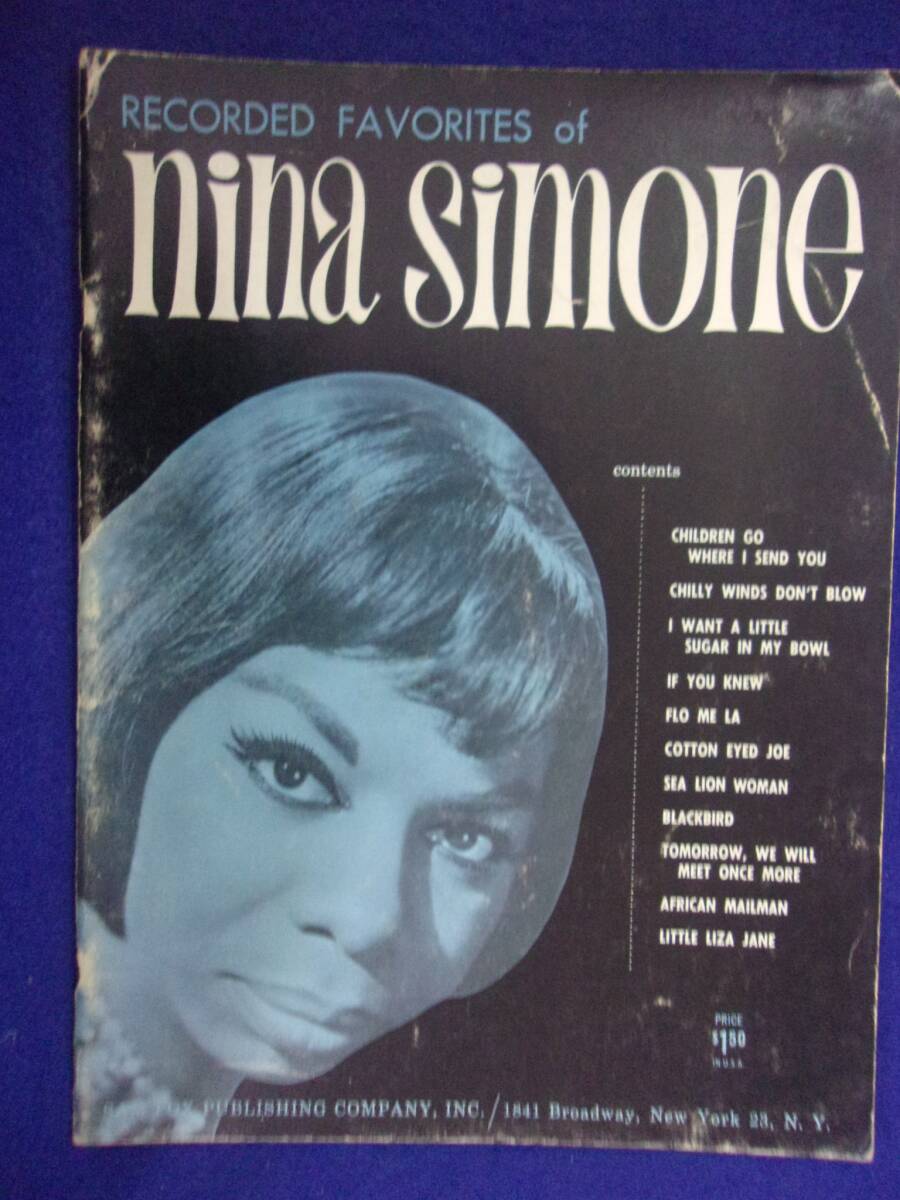 RECORDED FAVORITES of
nina simone
contents
CHILDREN GO
WHERE I SEND YOU
CHILLY WINDS DON'T BLOW
I WANT A LITTLE
SUGAR IN MY BOWL
IF YOU KNEW
FLO ME LA
COTTON EYED JOE
SEA LION WOMAN
BLACKBIRD
TOMORROW, WE WILL
MEET ONCE MORE
AFRICAN MAILMAN
LITTLE LIZA JANE
PRICE
$1.50
IN U.S.A.
FOX PUBLISHING COMPANY, INC. / 1841 Broadway, New York 23, N. Y.